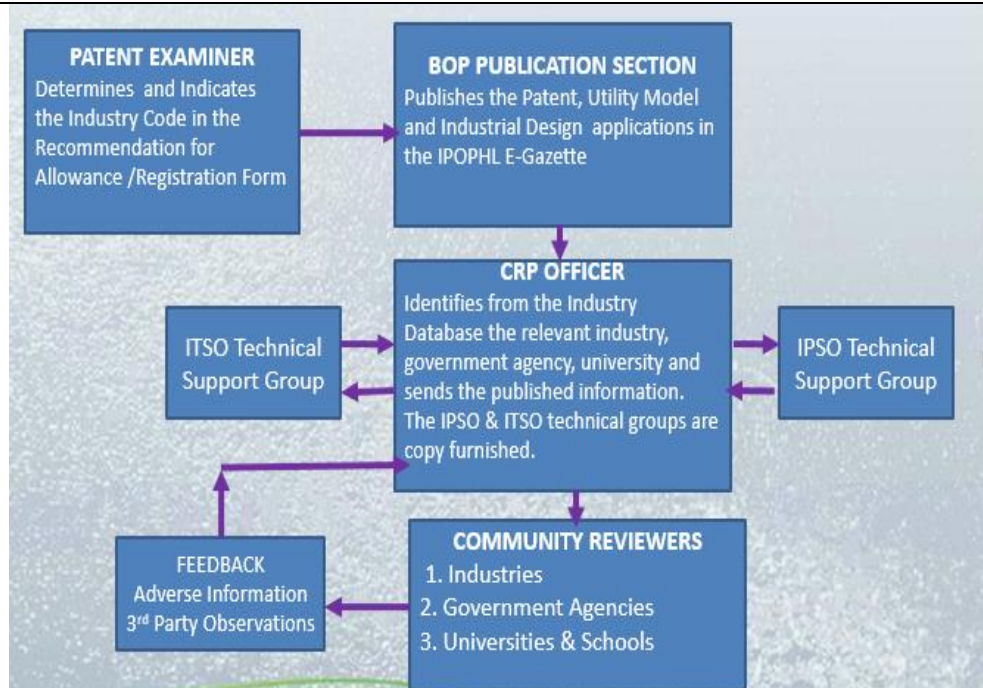 PATENT EXAMINER
Determines and Indicates
the Industry Code in the
Recommendation for
Allowance /Registration Form
BOP PUBLICATION SECTION
Publishes the Patent, Utility Model
and Industrial Design applications in
the IPOPHL E-Gazette
CRP OFFICER
Identifies from the Industry
Database the relevant industry,
government agency, university and
sends the published information.
The IPSO & ITSO technical groups are
copy furnished.
ITSO Technical
Support Group
IPSO Technical
Support Group
FEEDBACK
Adverse Information
3rd Party Observations
COMMUNITY REVIEWERS
1. Industries
2. Government Agencies
3. Universities & Schools